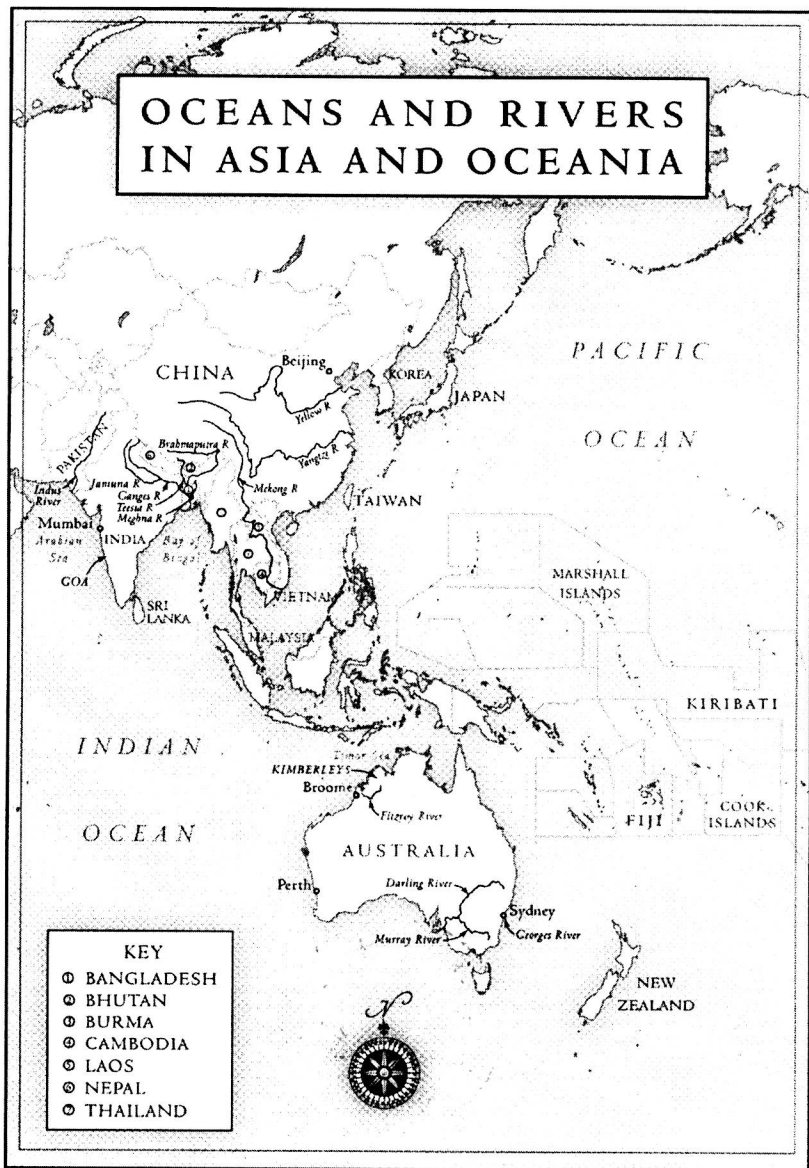 OCEANS AND RIVERS
IN ASIA AND OCEANIA
PACIFIC
OCEAN
CHINA
Beijing
KOREA
JAPAN
Yellow R
Yangtze R
PAKISTAN
Brahmaputra R
Jamuna R
Ganges R
Teesta R
Meghna R
Mekong R
Indus
River
TAIWAN
Mumbai
Arabian
Sea
INDIA
Bay of
Bengal
GOA
SRI
LANKA
VIETNAM
MALAYSIA
MARSHALL
ISLANDS
KIRIBATI
INDIAN
OCEAN
Timor Sea
KIMBERLEYS
Broome
Fitzroy River
FIJI
COOK
ISLANDS
AUSTRALIA
Perth
Darling River
Sydney
Murray River
Georges River
NEW
ZEALAND
N
KEY
① BANGLADESH
② BHUTAN
③ BURMA
④ CAMBODIA
⑤ LAOS
⑥ NEPAL
⑦ THAILAND